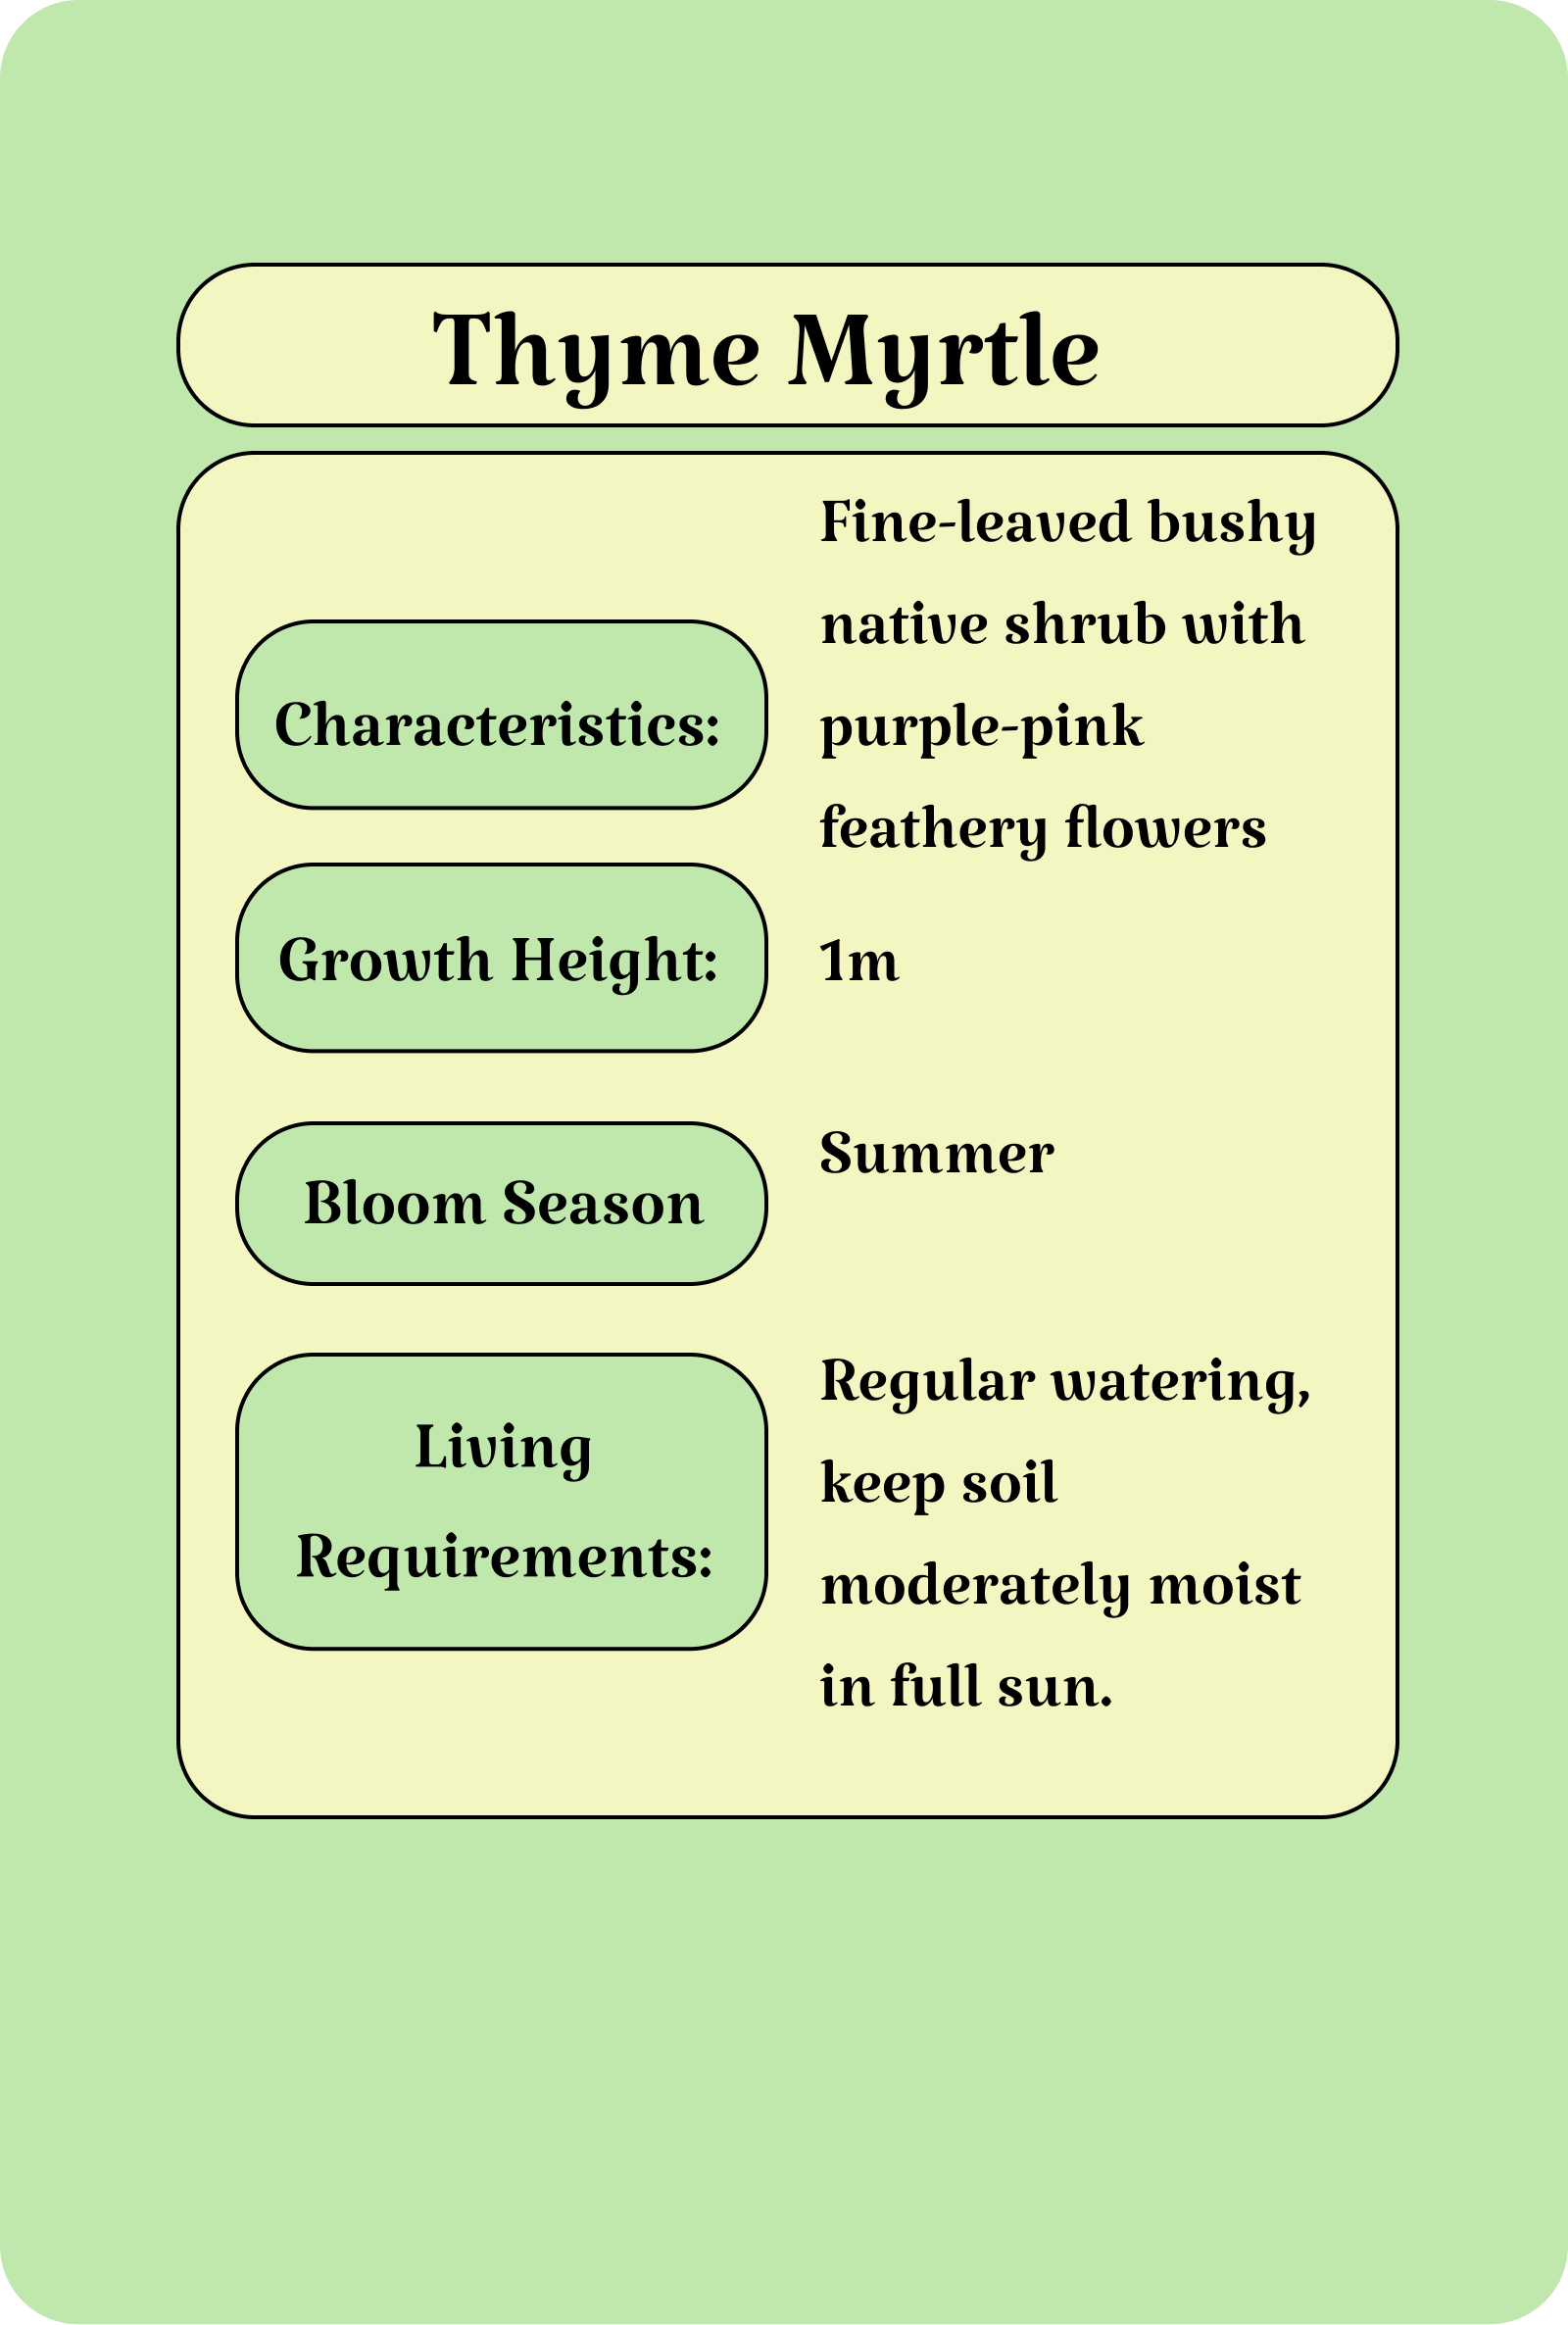 Thyme Myrtle
Characteristics:
Fine-leaved bushy
native shrub with
purple-pink
feathery flowers
Growth Height:
1m
Bloom Season
Summer
Living
Requirements:
Regular watering,
keep soil
moderately moist
in full sun.